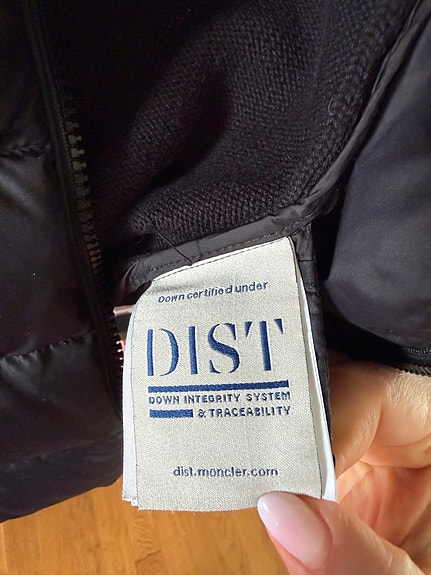 Down certified under
DIST
DOWN INTEGRITY SYSTEM
& TRACEABILITY
dist.moncler.com